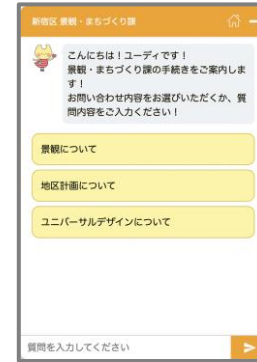 新宿区 景観・まちづくり課
こんにちは！ユーディです！
景観・まちづくり課の手続きをご案内しま
す！
お問い合わせ内容をお選びいただくか、質
問内容をご入力ください！
景観について
地区計画について
ユニバーサルデザインについて
質問を入力してください